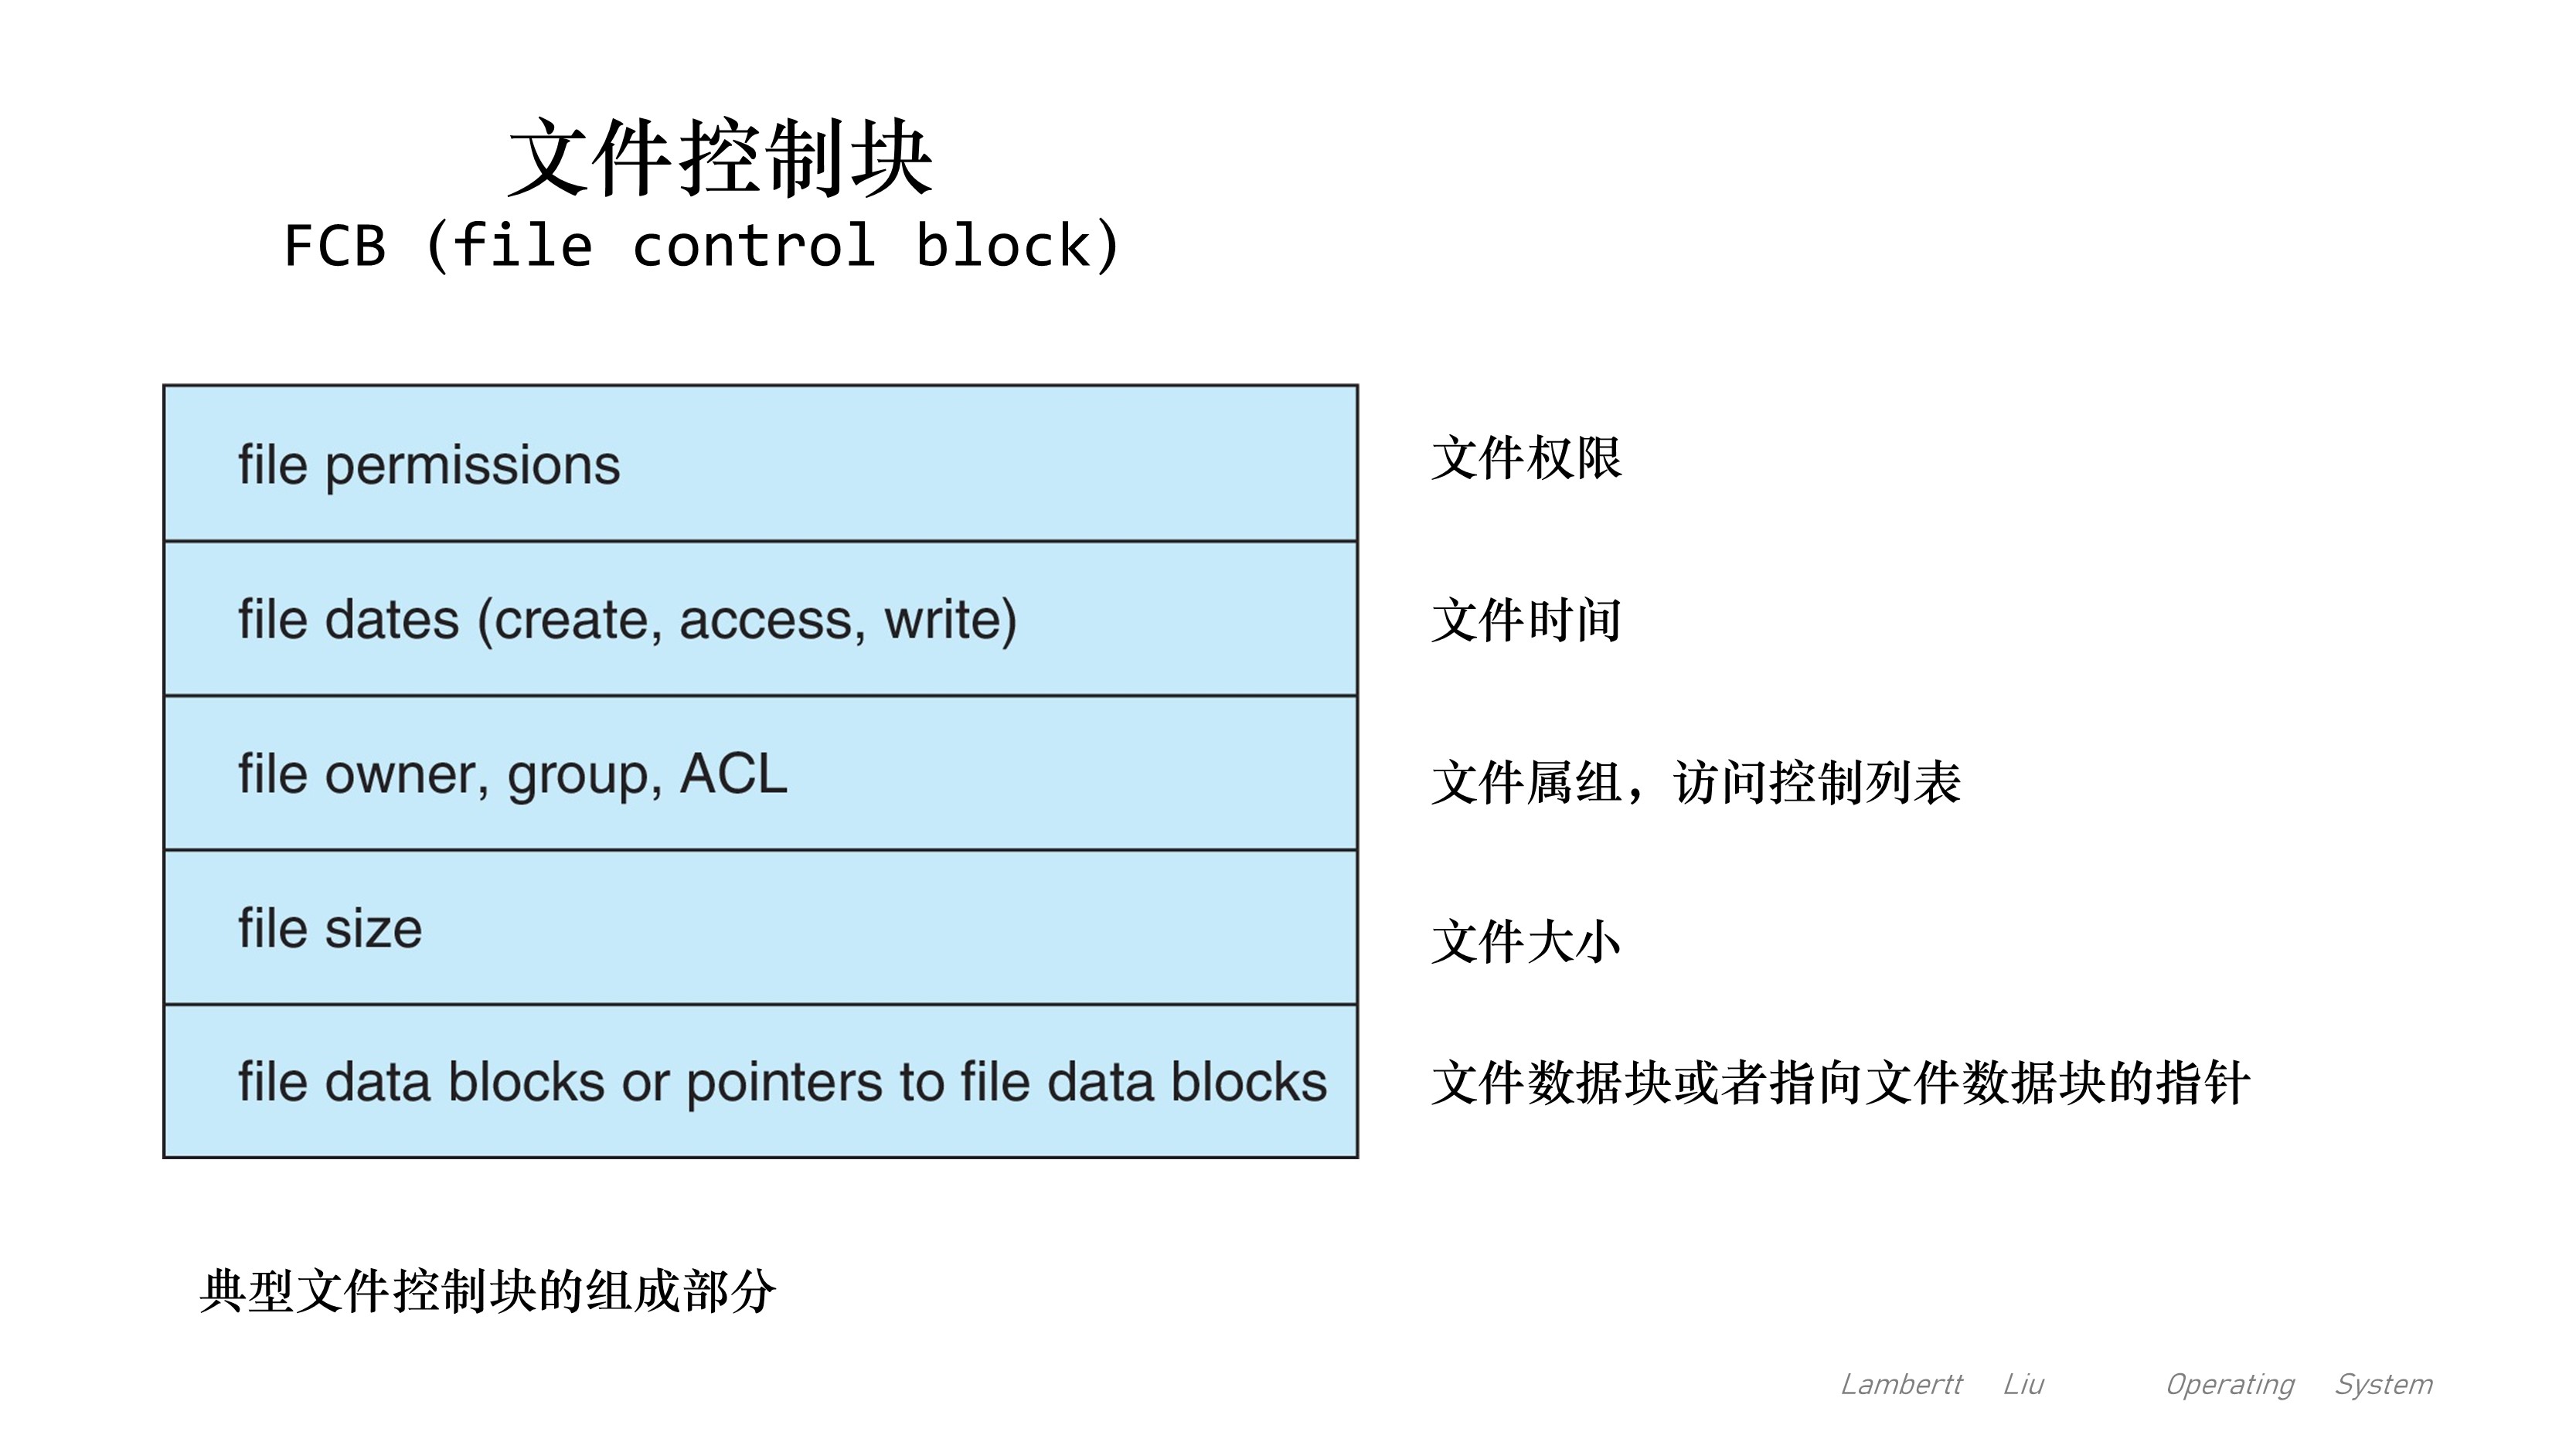 文件控制块
FCB (file control block)
file permissions
文件权限
file dates (create, access, write)
文件时间
file owner, group, ACL
文件属组，访问控制列表
file size
文件大小
file data blocks or pointers to file data blocks
文件数据块或者指向文件数据块的指针
典型文件控制块的组成部分
Lambertt Liu Operating System